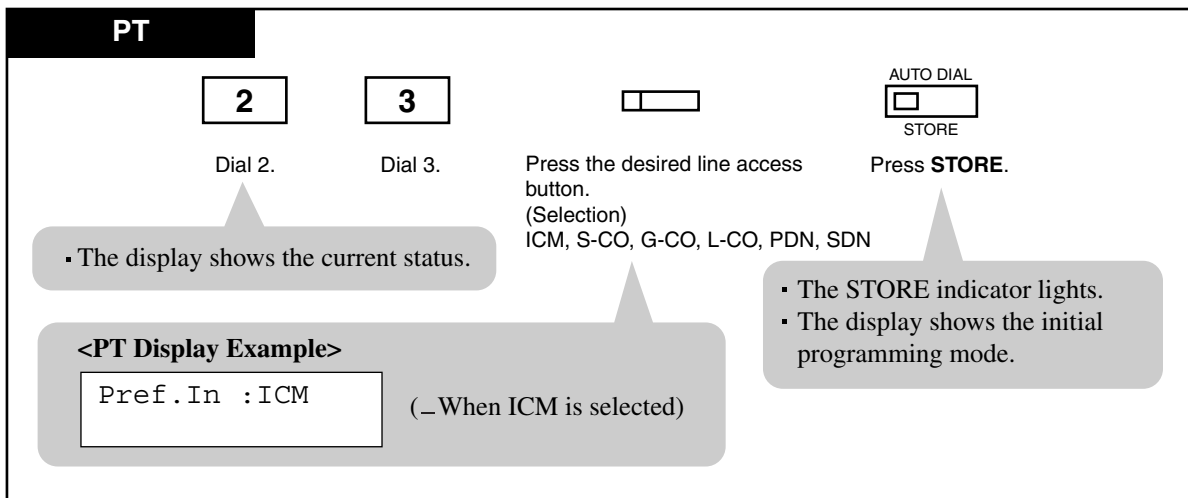 PT
2
3
AUTO DIAL
STORE
Dial 2.
Dial 3.
Press the desired line access
button.
(Selection)
ICM, S-CO, G-CO, L-CO, PDN, SDN
Press STORE.
▪ The display shows the current status.
▪ The STORE indicator lights.
▪ The display shows the initial
programming mode.
<PT Display Example>
Pref.In :ICM
( – When ICM is selected)